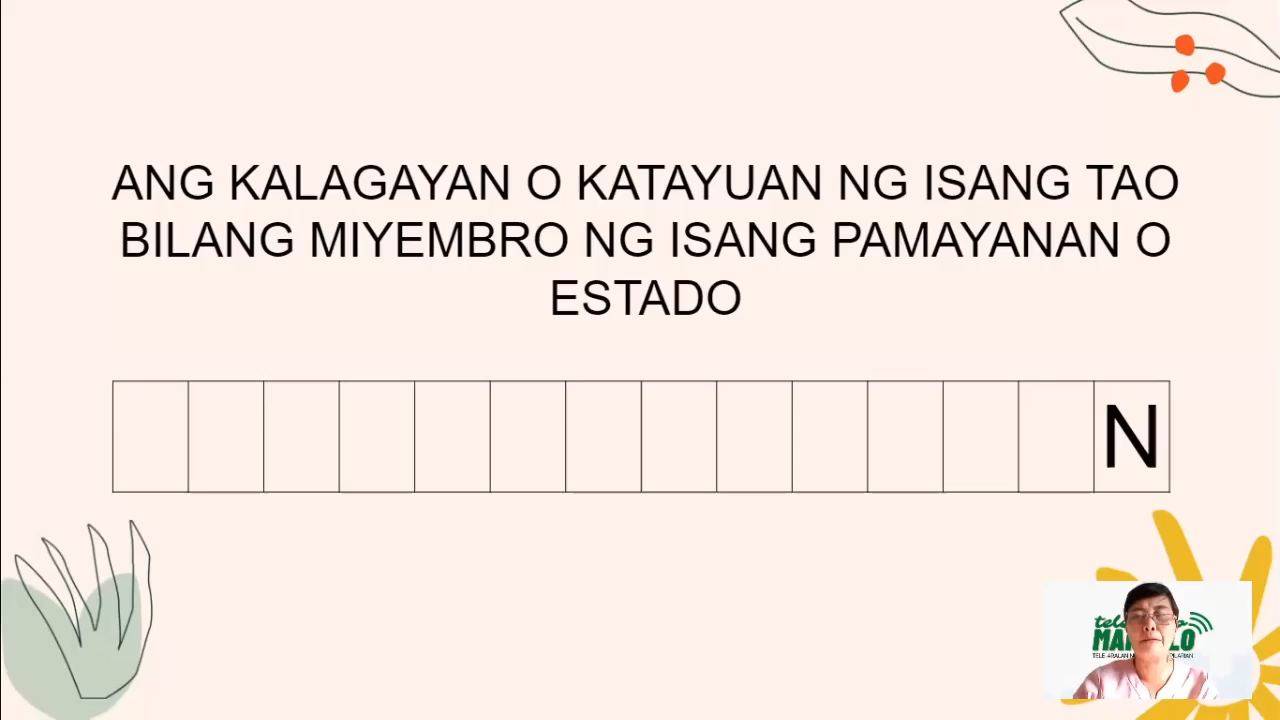 ANG KALAGAYAN O KATAYUAN NG ISANG TAO
BILANG MIYEMBRO NG ISANG PAMAYANAN O
ESTADO
N